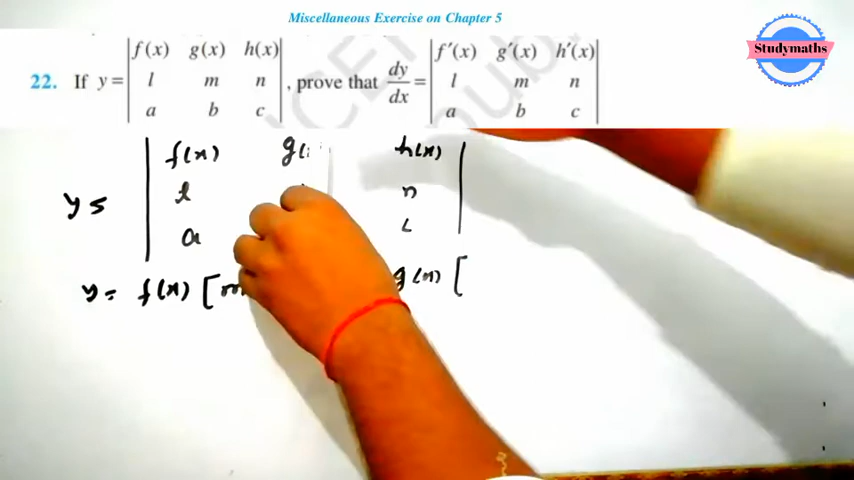 Miscellaneous Exercise on Chapter 5
Studymaths
f(x) g(x) h(x) f′(x) g′(x) h′(x)
22. If y = l m n , prove that dy/dx = l m n
a b c a b c
f(x) g( h(x)
y = l n
a c
y = f(x) [m g(x) [